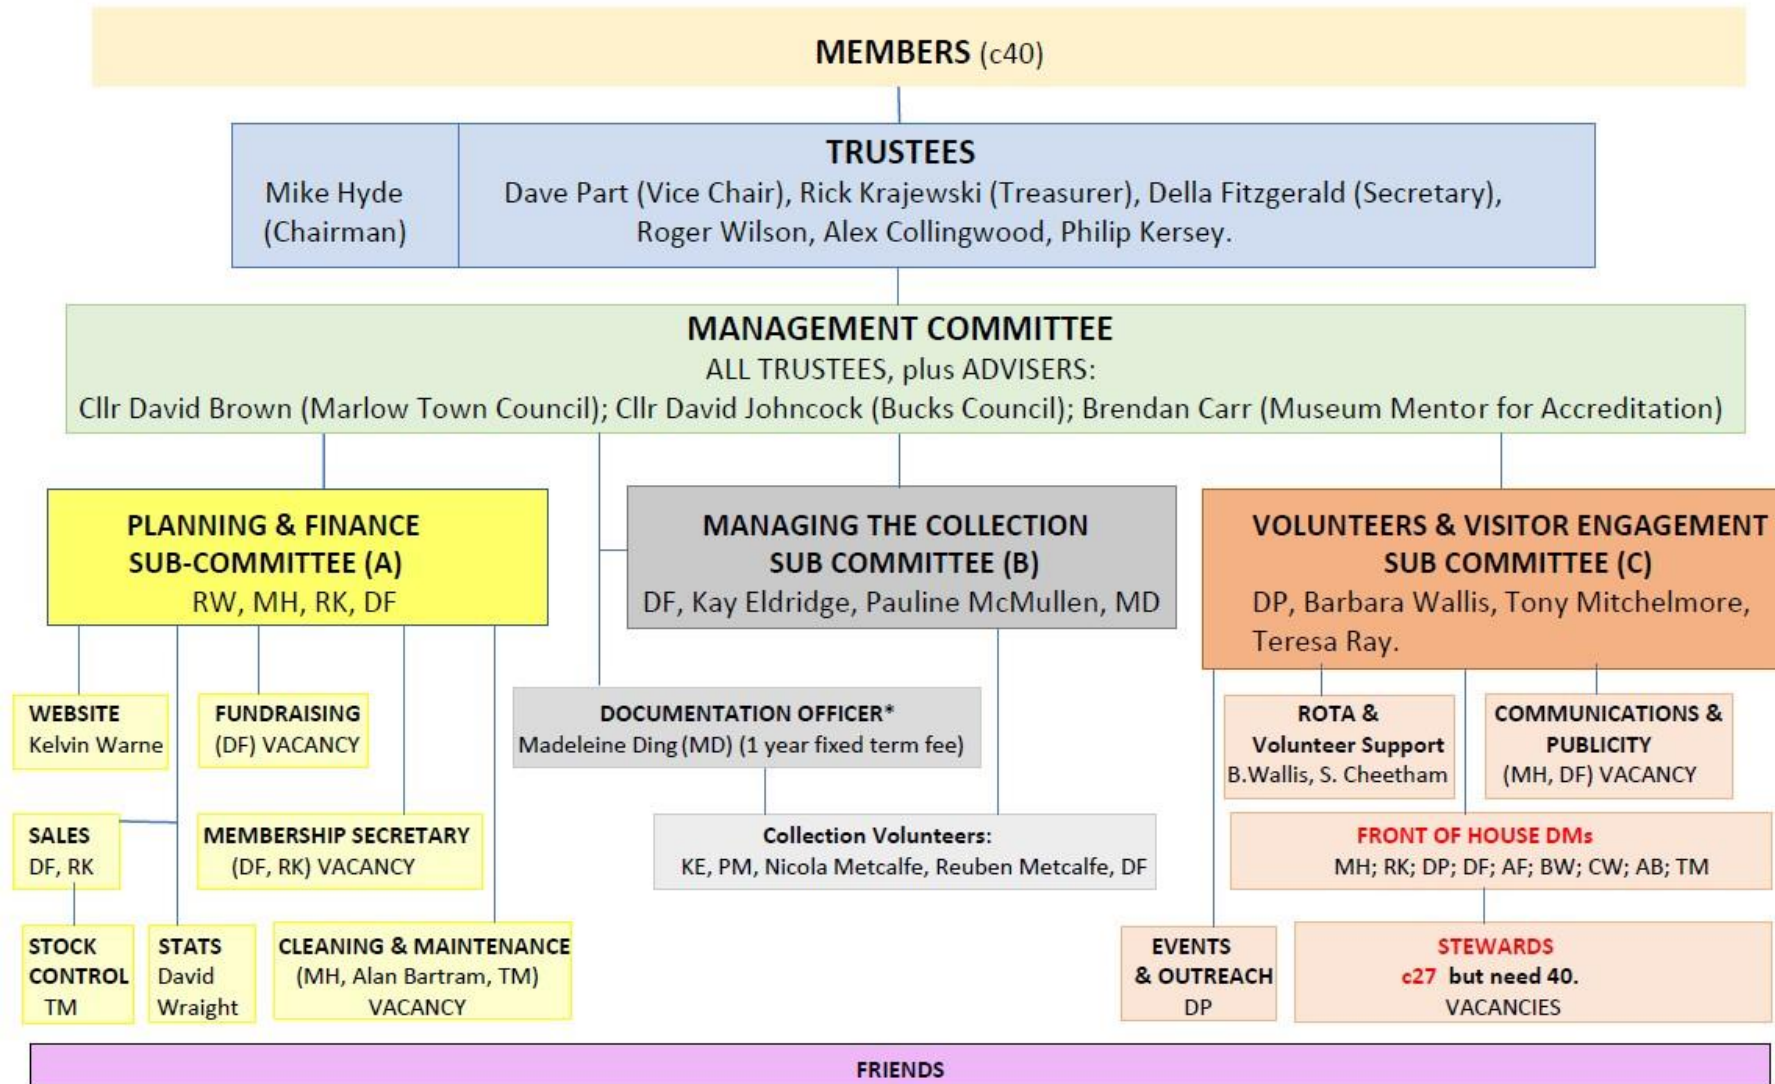 MEMBERS (c40)
TRUSTEES
Mike Hyde
(Chairman)
Dave Part (Vice Chair), Rick Krajewski (Treasurer), Della Fitzgerald (Secretary),
Roger Wilson, Alex Collingwood, Philip Kersey.
MANAGEMENT COMMITTEE
ALL TRUSTEES, plus ADVISERS:
Cllr David Brown (Marlow Town Council); Cllr David Johncock (Bucks Council); Brendan Carr (Museum Mentor for Accreditation)
PLANNING & FINANCE
SUB-COMMITTEE (A)
RW, MH, RK, DF
MANAGING THE COLLECTION
SUB COMMITTEE (B)
DF, Kay Eldridge, Pauline McMullen, MD
VOLUNTEERS & VISITOR ENGAGEMENT
SUB COMMITTEE (C)
DP, Barbara Wallis, Tony Mitchelmore,
Teresa Ray.
WEBSITE
Kelvin Warne
FUNDRAISING
(DF) VACANCY
DOCUMENTATION OFFICER*
Madeleine Ding (MD) (1 year fixed term fee)
ROTA &
Volunteer Support
B.Wallis, S. Cheetham
COMMUNICATIONS &
PUBLICITY
(MH, DF) VACANCY
SALES
DF, RK
MEMBERSHIP SECRETARY
(DF, RK) VACANCY
Collection Volunteers:
KE, PM, Nicola Metcalfe, Reuben Metcalfe, DF
FRONT OF HOUSE DMs
MH; RK; DP; DF; AF; BW; CW; AB; TM
STOCK
CONTROL
TM
STATS
David
Wraight
CLEANING & MAINTENANCE
(MH, Alan Bartram, TM)
VACANCY
EVENTS
& OUTREACH
DP
STEWARDS
c27 but need 40.
VACANCIES
FRIENDS